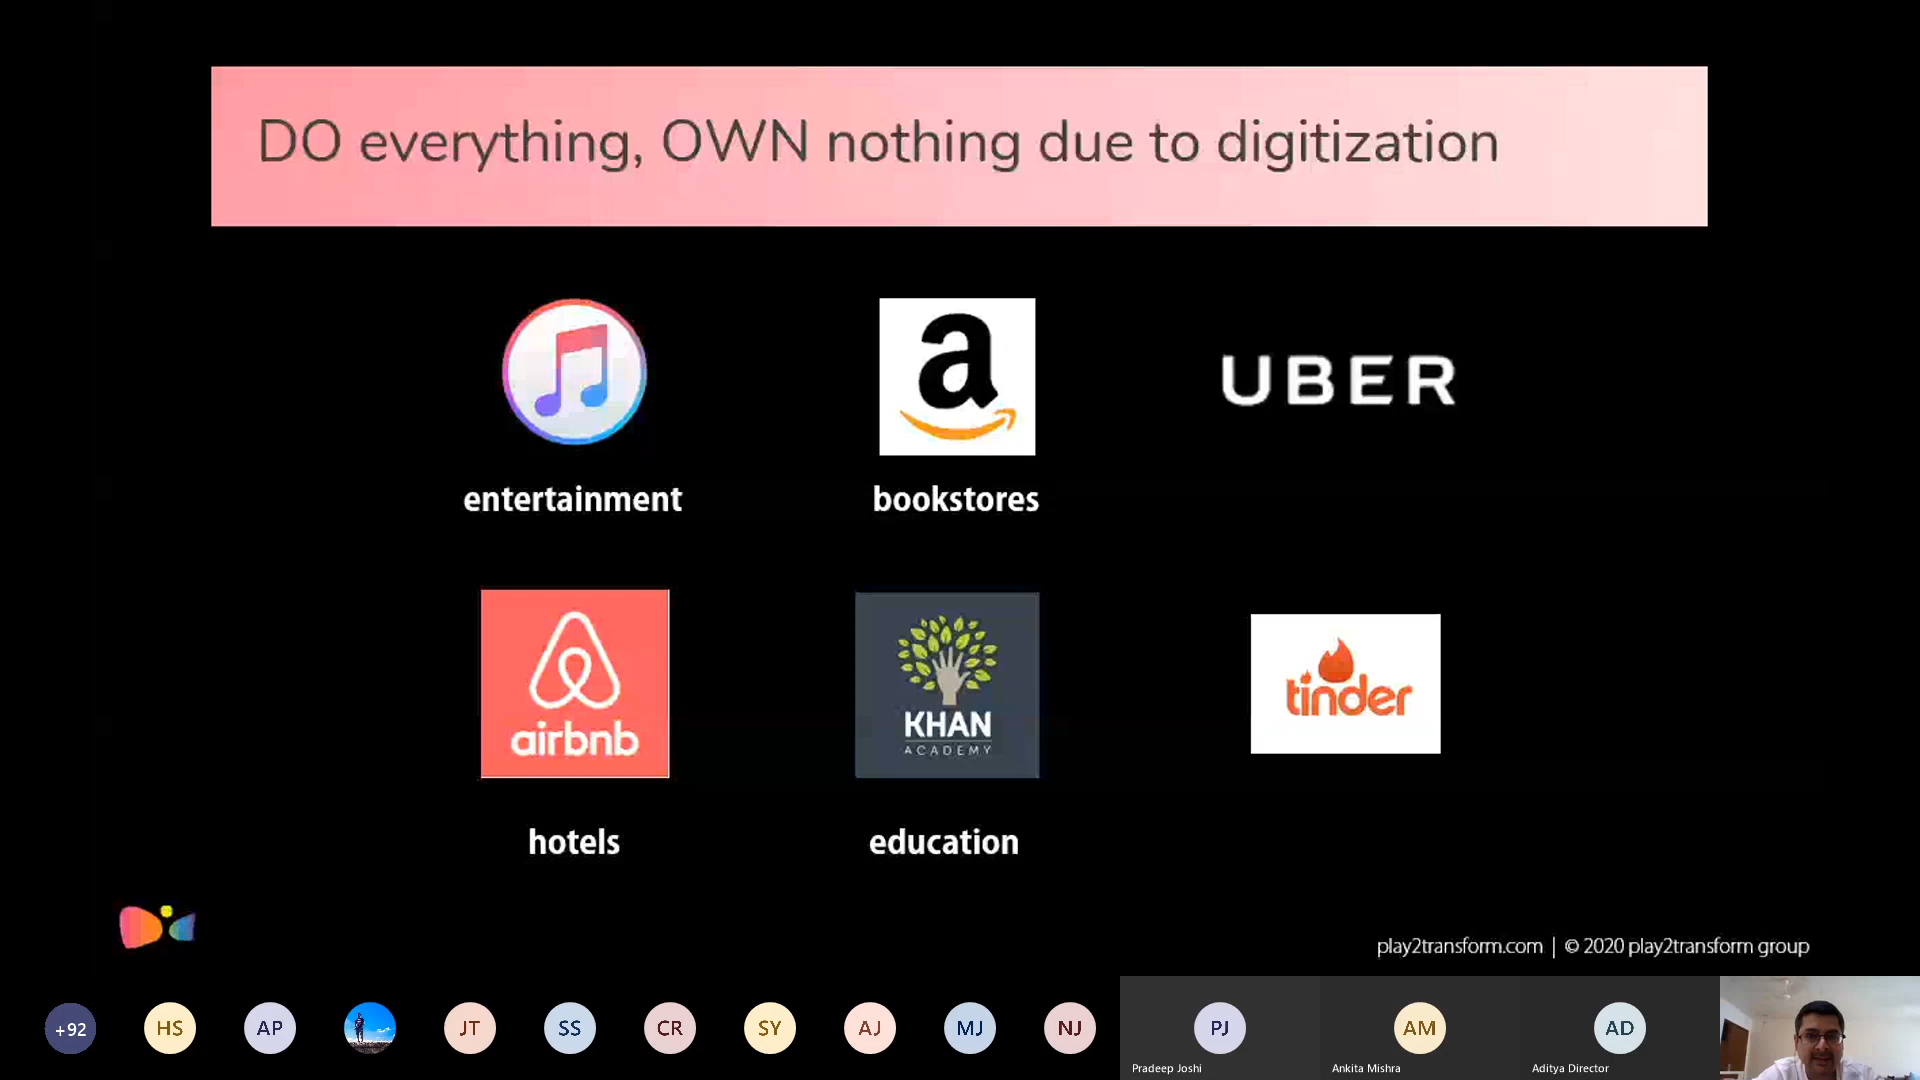 DO everything, OWN nothing due to digitization
a
UBER
entertainment
bookstores
airbnb
KHAN
ACADEMY
tinder
hotels
education
play2transform.com | © 2020 play2transform group
+92
HS
AP
JT
SS
CR
SY
AJ
MJ
NJ
PJ
AM
AD
Pradeep Joshi
Ankita Mishra
Aditya Director